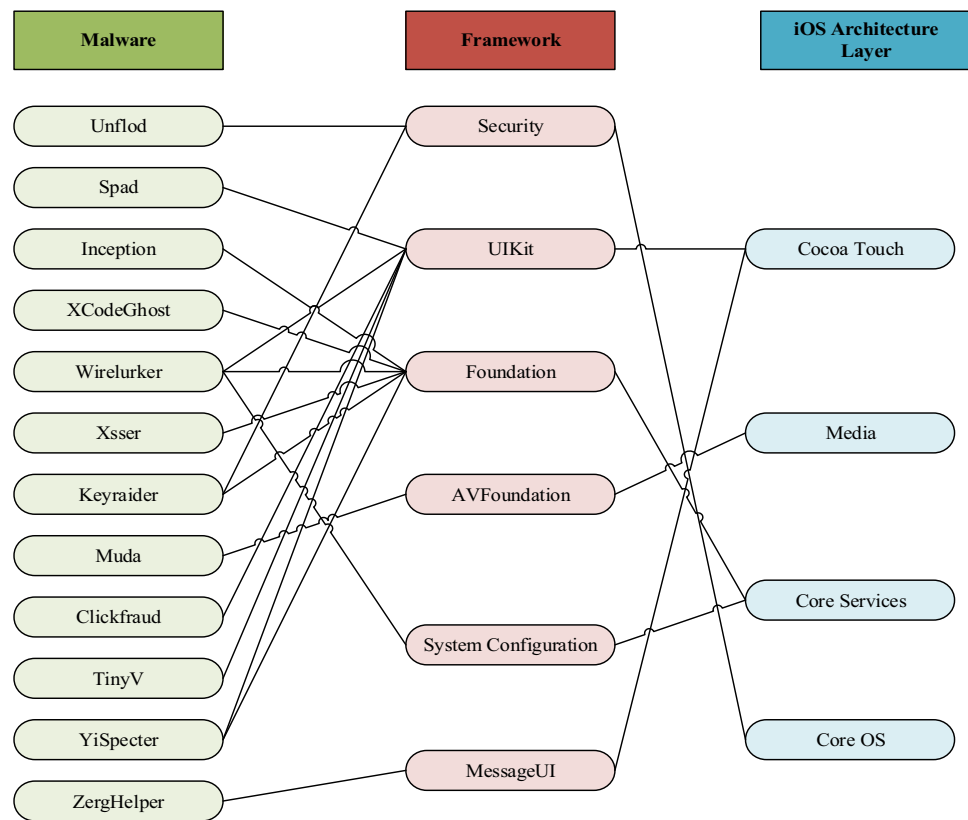 Malware
Framework
iOS Architecture
Layer
Unflod
Security
Spad
Inception
UIKit
Cocoa Touch
XCodeGhost
Wirelurker
Foundation
Xsser
Media
Keyraider
AVFoundation
Muda
Clickfraud
Core Services
System Configuration
TinyV
YiSpecter
Core OS
MessageUI
ZergHelper